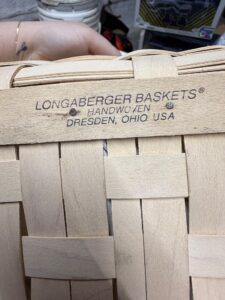 LONGABERGER BASKETS®
HANDWOVEN
DRESDEN, OHIO USA